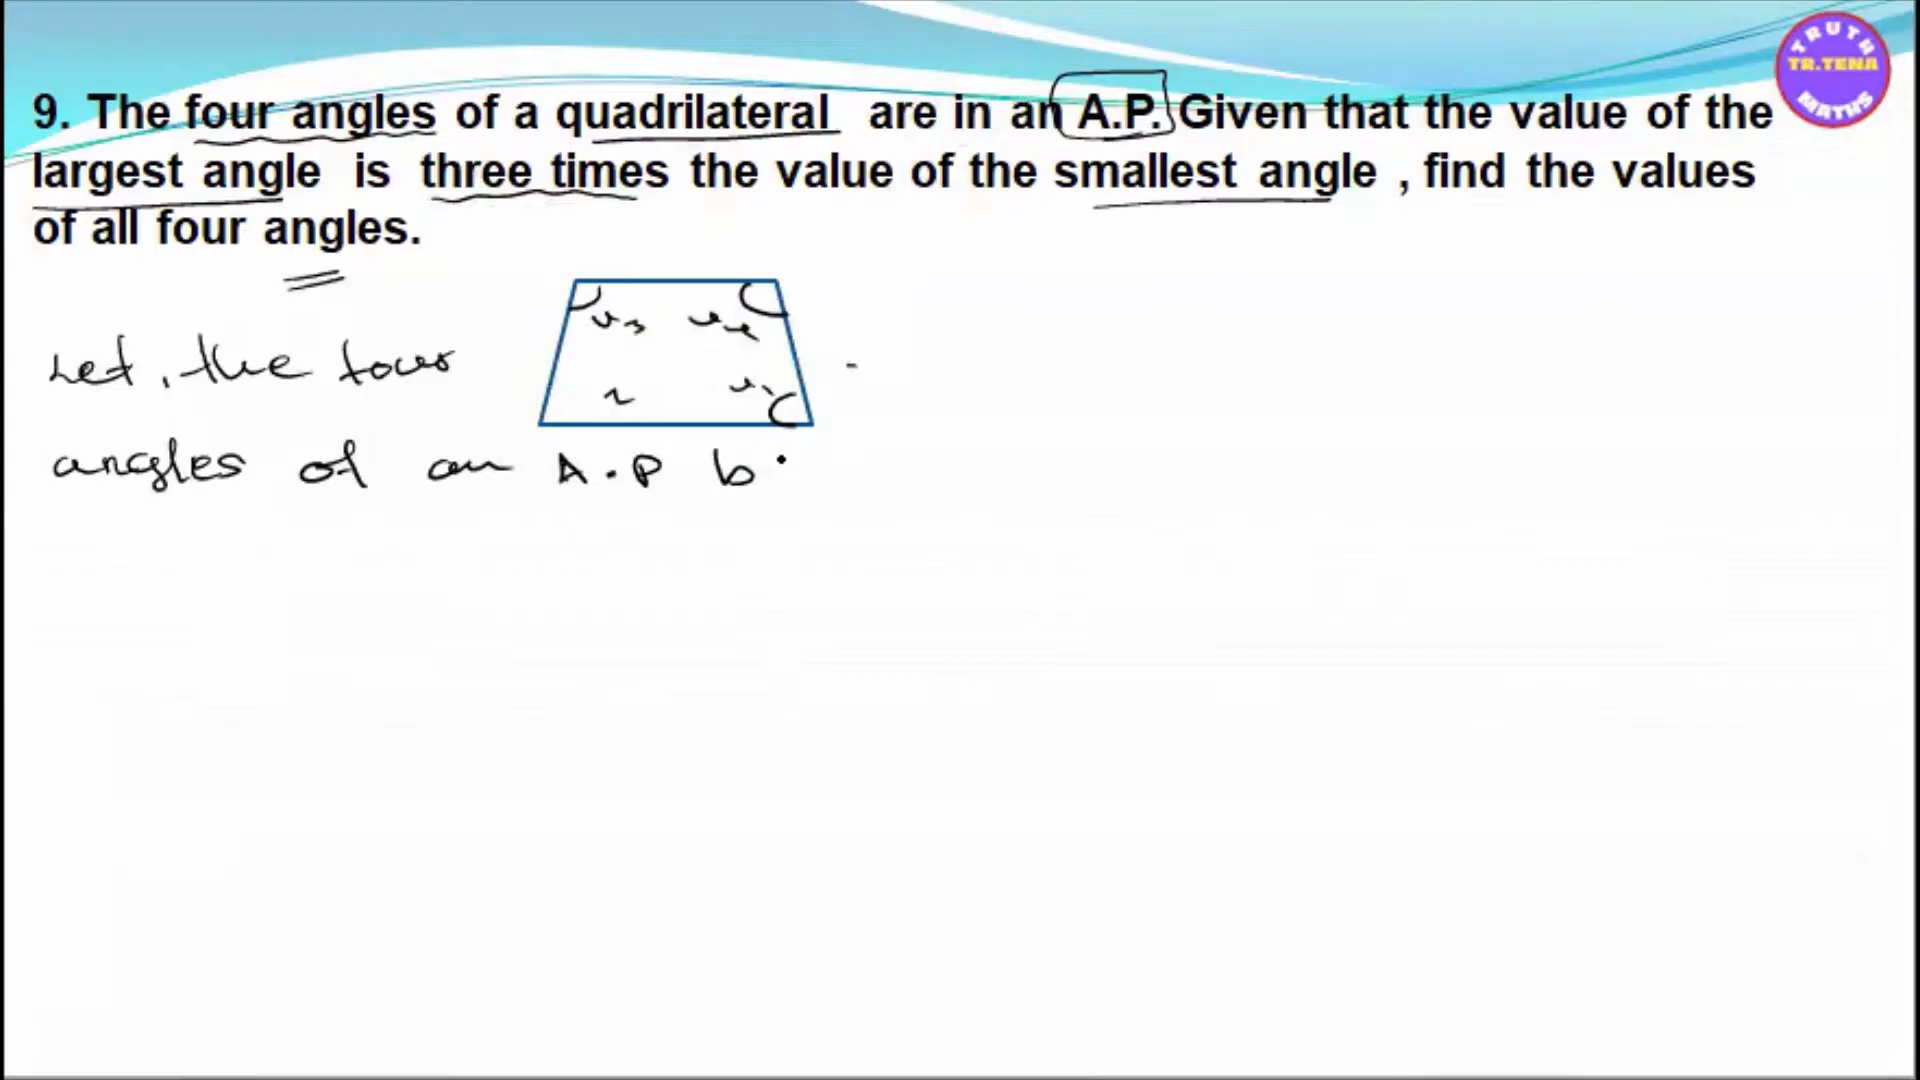 TRUTH
TR.TENA
MATHS
9. The four angles of a quadrilateral are in an A.P. Given that the value of the
largest angle is three times the value of the smallest angle , find the values
of all four angles.
Let, the four
angles of an A.P b